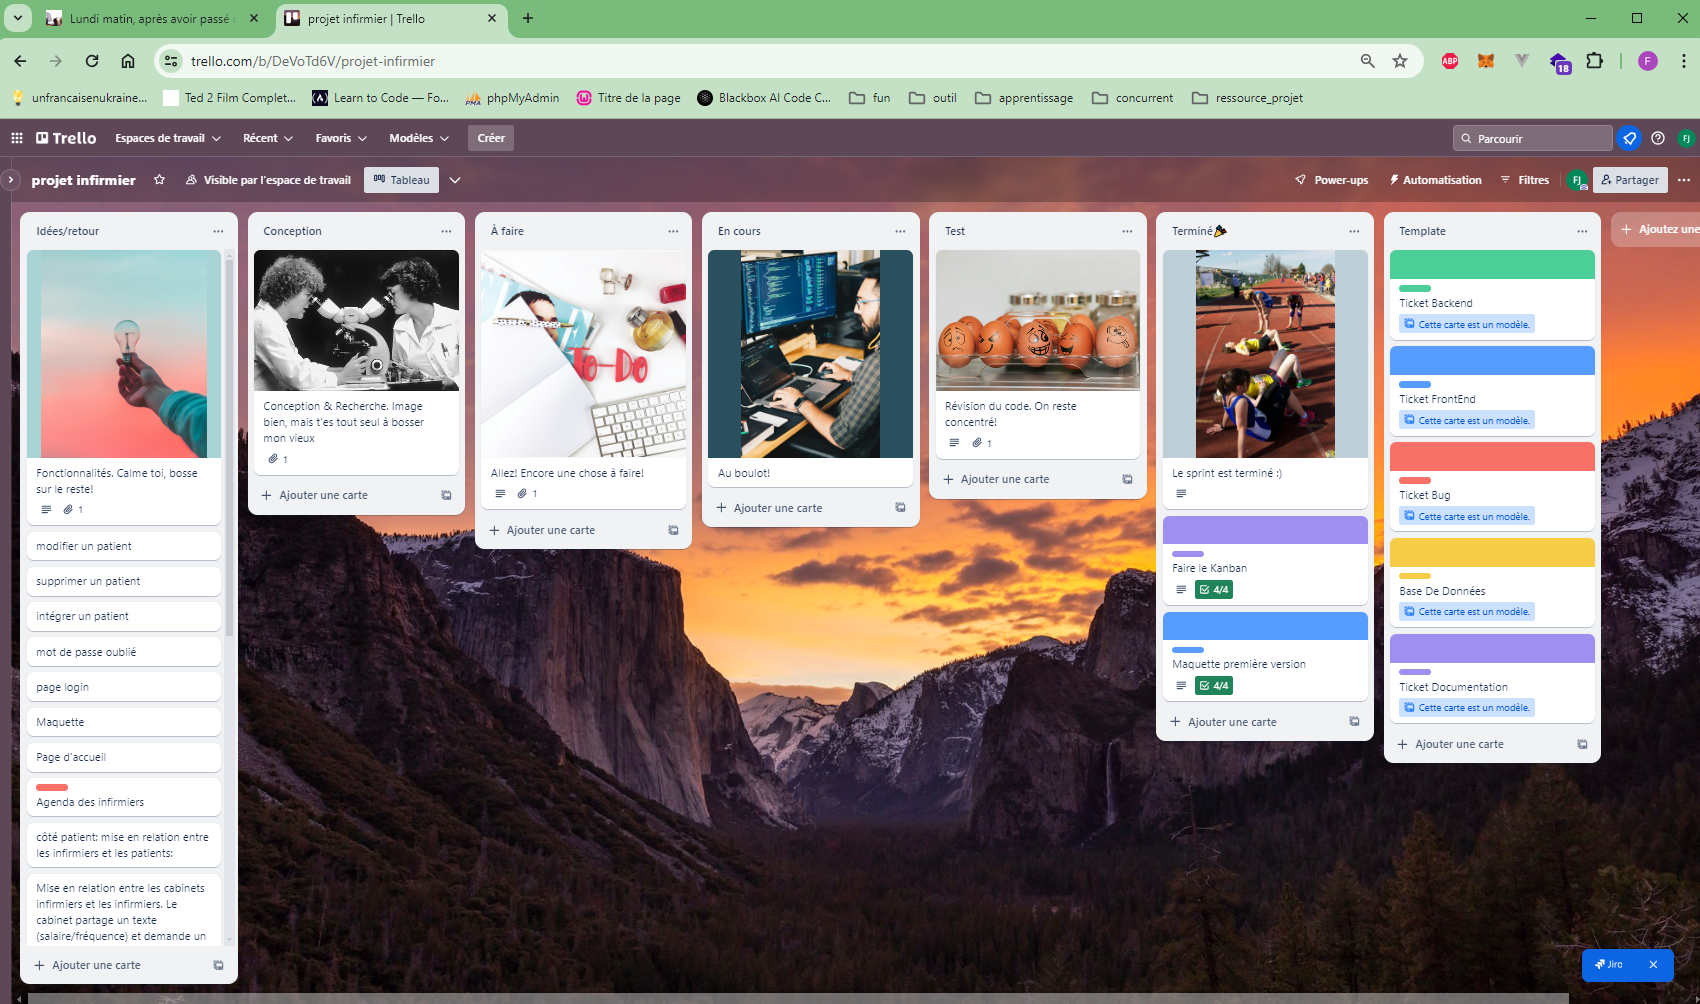 Lundi matin, après avoir passé
projet infirmier | Trello
trello.com/b/DeVoTd6V/projet-infirmier
ABP
18
F
unfrancaisenukraine...
Ted 2 Film Complet...
Learn to Code — Fo...
phpMyAdmin
Titre de la page
Blackbox AI Code C...
fun
outil
apprentissage
concurrent
ressource_projet
Trello
Espaces de travail
Récent
Favoris
Modèles
Créer
Parcourir
FJ
projet infirmier
Visible par l'espace de travail
Tableau
Power-ups
Automatisation
Filtres
FJ
Partager
Idées/retour
Fonctionnalités. Calme toi, bosse
sur le reste!
1
modifier un patient
supprimer un patient
intégrer un patient
mot de passe oublié
page login
Maquette
Page d'accueil
Agenda des infirmiers
côté patient: mise en relation entre
les infirmiers et les patients:
Mise en relation entre les cabinets
infirmiers et les infirmiers. Le
cabinet partage un texte
(salaire/fréquence) et demande un
Ajouter une carte
Conception
Conception & Recherche. Image
bien, mais t'es tout seul à bosser
mon vieux
1
Ajouter une carte
À faire
To-Do
Allez! Encore une chose à faire!
1
Ajouter une carte
En cours
Au boulot!
Ajouter une carte
Test
Révision du code. On reste
concentré!
1
Ajouter une carte
Terminé
Le sprint est terminé :)
Faire le Kanban
4/4
Maquette première version
4/4
Ajouter une carte
Template
Ticket Backend
Cette carte est un modèle.
Ticket FrontEnd
Cette carte est un modèle.
Ticket Bug
Cette carte est un modèle.
Base De Données
Cette carte est un modèle.
Ticket Documentation
Cette carte est un modèle.
Ajouter une carte
Ajoutez une
Jira